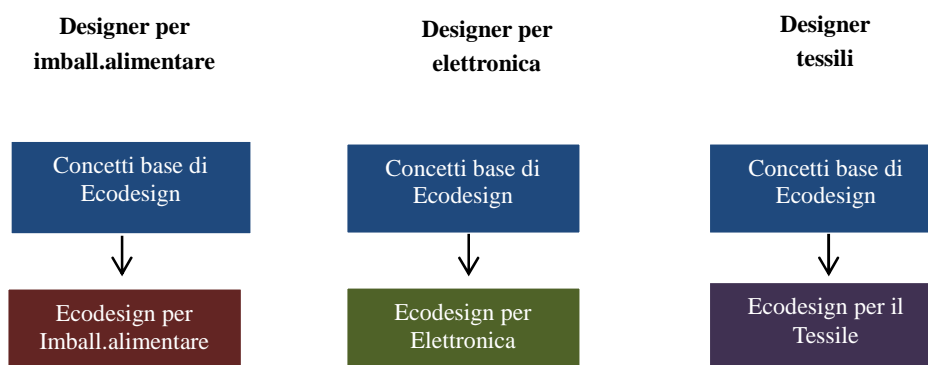 Designer per
imball.alimentare
Designer per
elettronica
Designer
tessili
Concetti base di
Ecodesign
Concetti base di
Ecodesign
Concetti base di
Ecodesign
Ecodesign per
Imball.alimentare
Ecodesign per
Elettronica
Ecodesign per il
Tessile